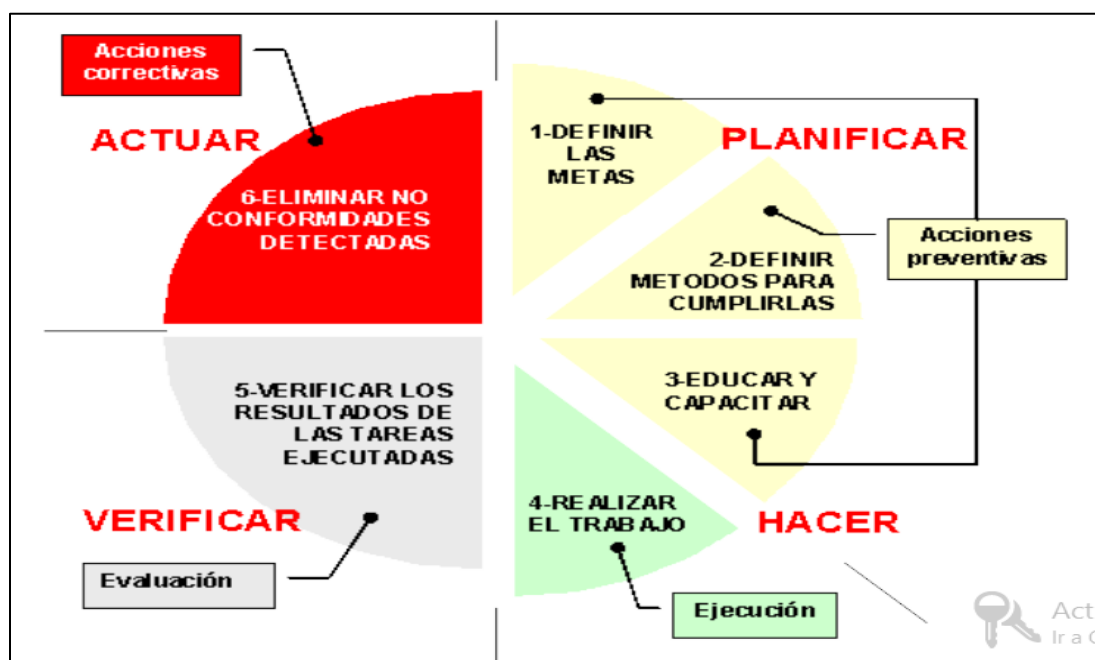 Acciones
correctivas
ACTUAR
6-ELIMINAR NO
CONFORMIDADES
DETECTADAS
1-DEFINIR
LAS
METAS
PLANIFICAR
2-DEFINIR
METODOS PARA
CUMPLIRLAS
Acciones
preventivas
3-EDUCAR Y
CAPACITAR
HACER
4-REALIZAR
EL TRABAJO
Ejecución
5-VERIFICAR LOS
RESULTADOS DE
LAS TAREAS
EJECUTADAS
VERIFICAR
Evaluación
Act
Ir a C